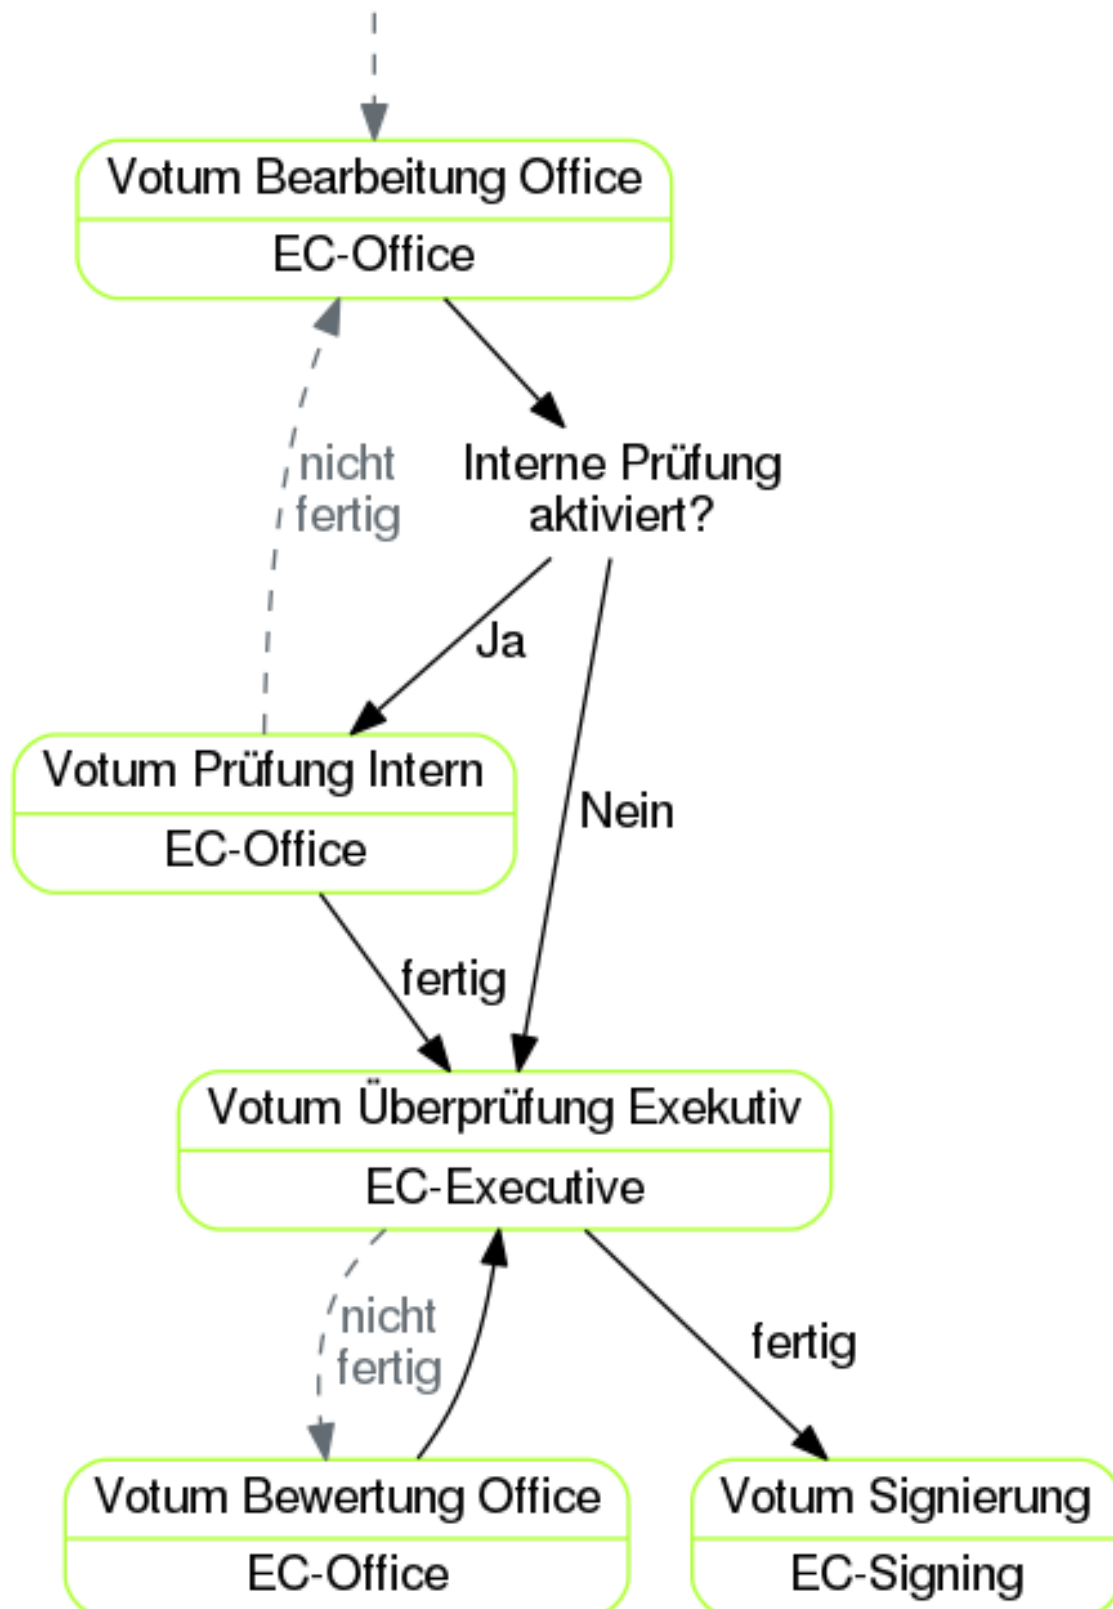 Votum Bearbeitung Office
EC-Office
nicht
fertig
Interne Prüfung
aktiviert?
Ja
Votum Prüfung Intern
EC-Office
Nein
fertig
Votum Überprüfung Exekutiv
EC-Executive
nicht
fertig
fertig
Votum Bewertung Office
EC-Office
Votum Signierung
EC-Signing